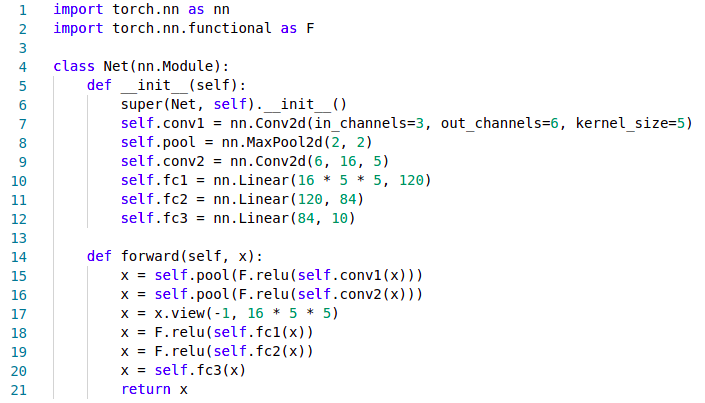 1 import torch.nn as nn
2 import torch.nn.functional as F
3
4 class Net(nn.Module):
5     def __init__(self):
6         super(Net, self).__init__()
7         self.conv1 = nn.Conv2d(in_channels=3, out_channels=6, kernel_size=5)
8         self.pool = nn.MaxPool2d(2, 2)
9         self.conv2 = nn.Conv2d(6, 16, 5)
10         self.fc1 = nn.Linear(16 * 5 * 5, 120)
11         self.fc2 = nn.Linear(120, 84)
12         self.fc3 = nn.Linear(84, 10)
13
14     def forward(self, x):
15         x = self.pool(F.relu(self.conv1(x)))
16         x = self.pool(F.relu(self.conv2(x)))
17         x = x.view(-1, 16 * 5 * 5)
18         x = F.relu(self.fc1(x))
19         x = F.relu(self.fc2(x))
20         x = self.fc3(x)
21         return x